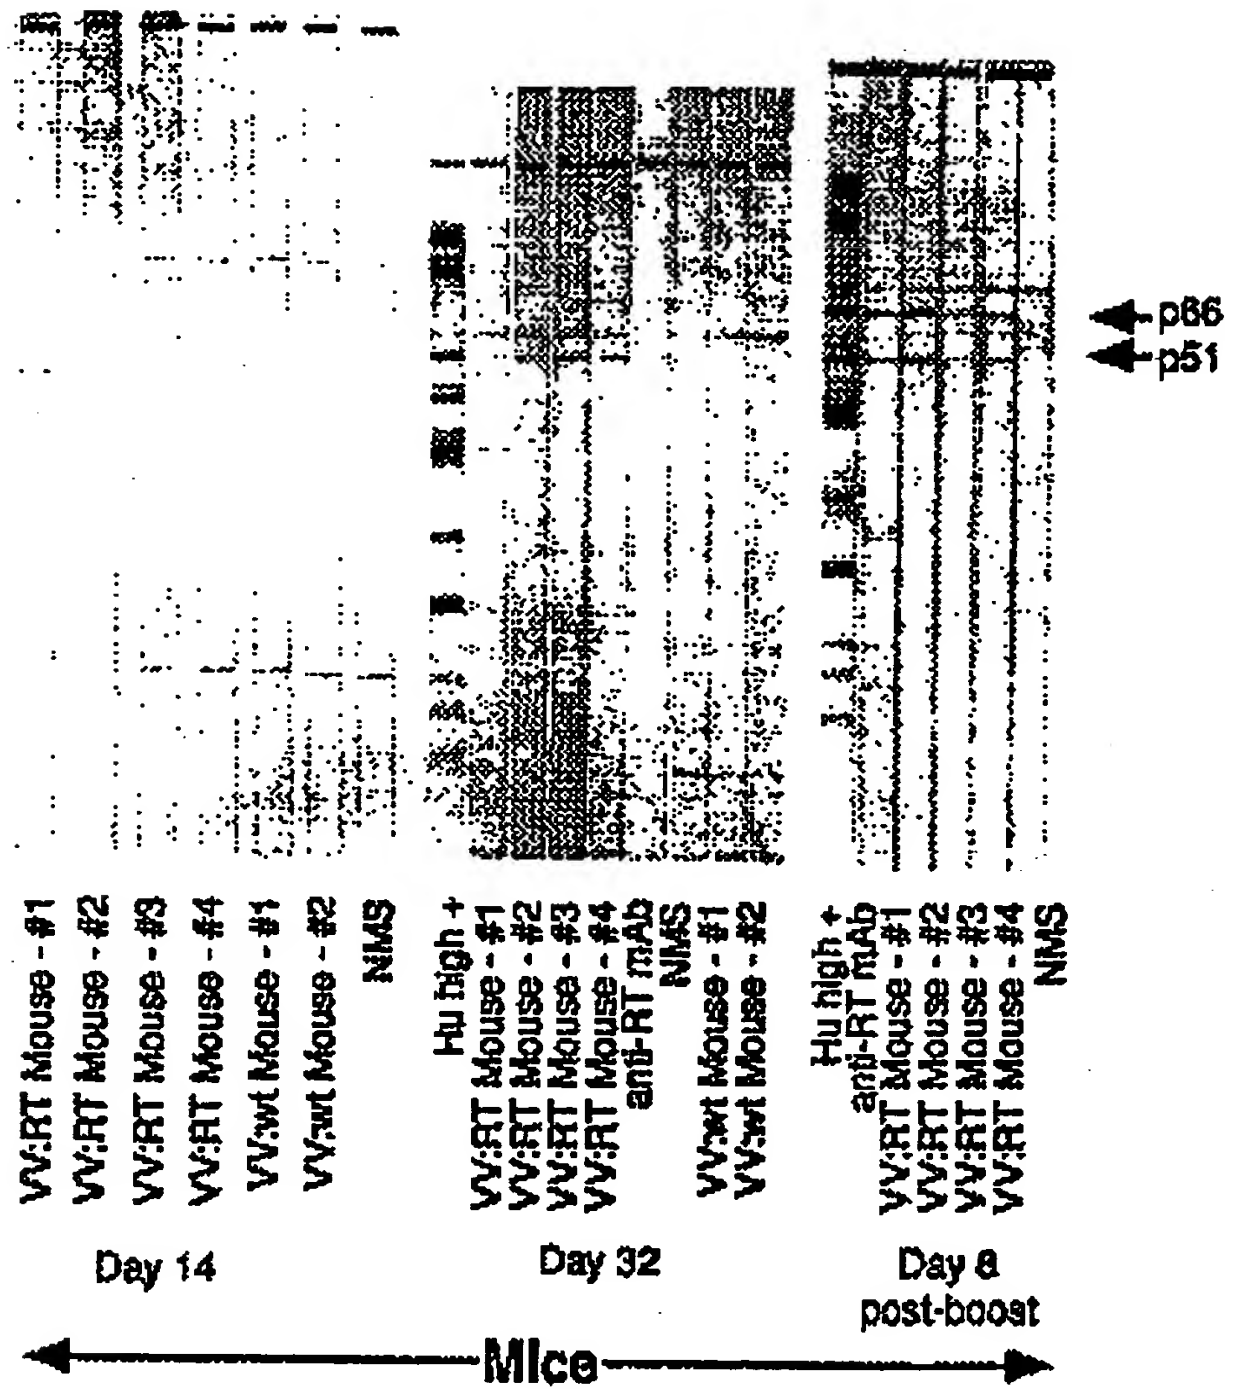 p66
p51
VV:RT Mouse - #1
VV:RT Mouse - #2
VV:RT Mouse - #3
VV:RT Mouse - #4
VV:wt Mouse - #1
VV:wt Mouse - #2
NMS
Hu high +
VV:RT Mouse - #1
VV:RT Mouse - #2
VV:RT Mouse - #3
VV:RT Mouse - #4
anti-RT mAb
NMS
VV:wt Mouse - #1
VV:wt Mouse - #2
Hu high +
anti-RT mAb
VV:RT Mouse - #1
VV:RT Mouse - #2
VV:RT Mouse - #3
VV:RT Mouse - #4
NMS
Day 14
Day 32
Day 8
post-boost
Mice